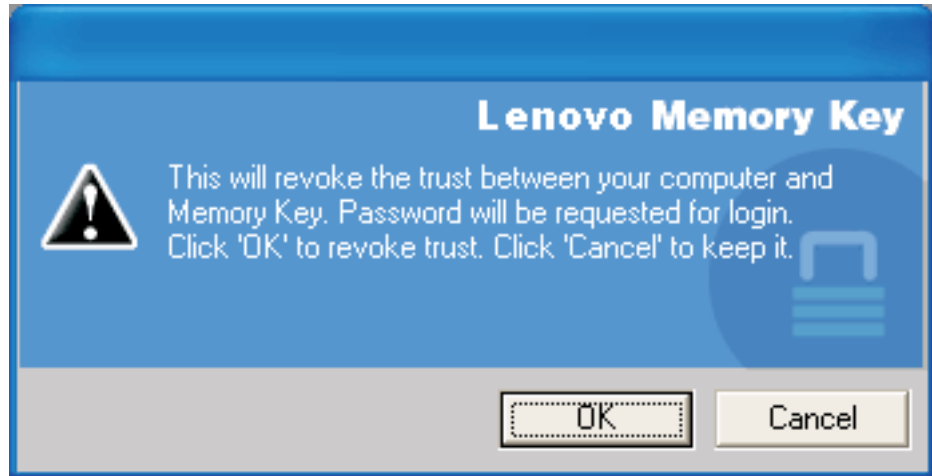 Lenovo Memory Key
This will revoke the trust between your computer and
Memory Key. Password will be requested for login.
Click 'OK' to revoke trust. Click 'Cancel' to keep it.
OK
Cancel